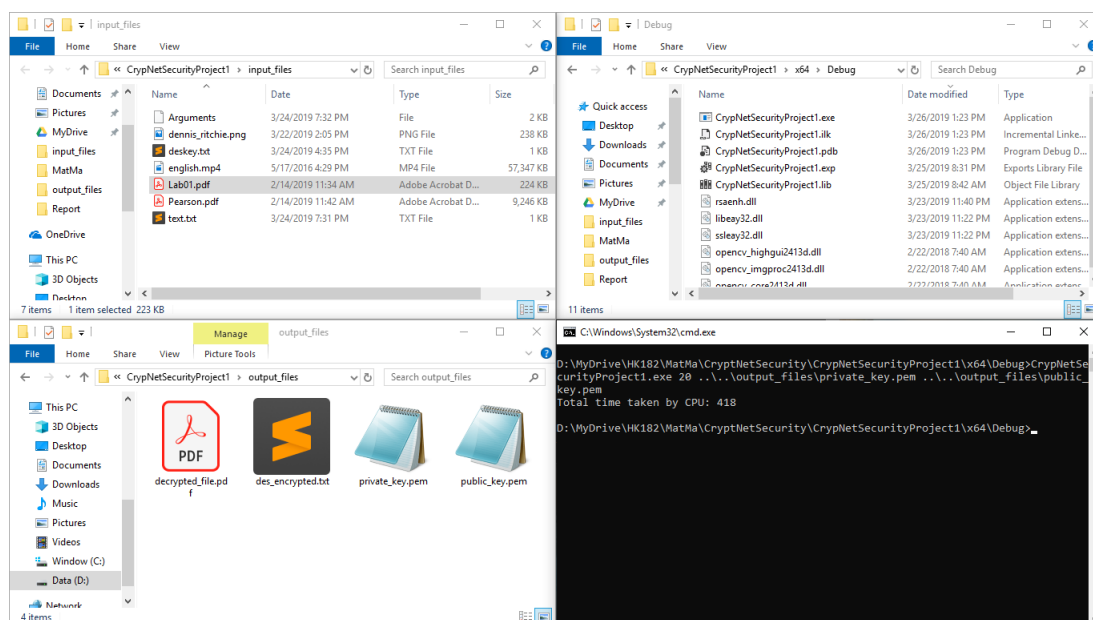 input_files
File Home Share View
« CrypNetSecurityProject1 › input_files
Search input_files
Documents
Pictures
MyDrive
input_files
MatMa
output_files
Report
OneDrive
This PC
3D Objects
Desktop
Name Date Type Size
Arguments 3/24/2019 7:32 PM File 2 KB
dennis_ritchie.png 3/22/2019 2:05 PM PNG File 238 KB
deskey.txt 3/24/2019 4:35 PM TXT File 1 KB
english.mp4 5/17/2016 4:29 PM MP4 File 57,347 KB
Lab01.pdf 2/14/2019 11:34 AM Adobe Acrobat D... 224 KB
Pearson.pdf 2/14/2019 11:42 AM Adobe Acrobat D... 9,246 KB
text.txt 3/24/2019 7:31 PM TXT File 1 KB
7 items 1 item selected 223 KB
Debug
File Home Share View
« CrypNetSecurityProject1 › x64 › Debug
Search Debug
Quick access
Desktop
Downloads
Documents
Pictures
MyDrive
input_files
MatMa
output_files
Report
Name Date modified Type
CrypNetSecurityProject1.exe 3/26/2019 1:23 PM Application
CrypNetSecurityProject1.ilk 3/26/2019 1:23 PM Incremental Linke...
CrypNetSecurityProject1.pdb 3/26/2019 1:23 PM Program Debug D...
CrypNetSecurityProject1.exp 3/25/2019 8:31 PM Exports Library File
CrypNetSecurityProject1.lib 3/25/2019 8:42 AM Object File Library
rsaenh.dll 3/23/2019 11:40 PM Application extens...
libeay32.dll 3/23/2019 11:22 PM Application extens...
ssleay32.dll 3/23/2019 11:22 PM Application extens...
opencv_highgui2413d.dll 2/22/2018 7:40 AM Application extens...
opencv_imgproc2413d.dll 2/22/2018 7:40 AM Application extens...
opencv_core2413d.dll 2/22/2018 7:40 AM Application extens...
11 items
Manage output_files
File Home Share View Picture Tools
« CrypNetSecurityProject1 › output_files
Search output_files
This PC
3D Objects
Desktop
Documents
Downloads
Music
Pictures
Videos
Window (C:)
Data (D:)
Network
PDF
decrypted_file.pd
f
des_encrypted.txt
private_key.pem
public_key.pem
4 items
C:\Windows\System32\cmd.exe
D:\MyDrive\HK182\MatMa\CryptNetSecurity\CrypNetSecurityProject1\x64\Debug>CrypNetSe
curityProject1.exe 20 ..\..\output_files\private_key.pem ..\..\output_files\public_
key.pem
Total time taken by CPU: 418
D:\MyDrive\HK182\MatMa\CryptNetSecurity\CrypNetSecurityProject1\x64\Debug>